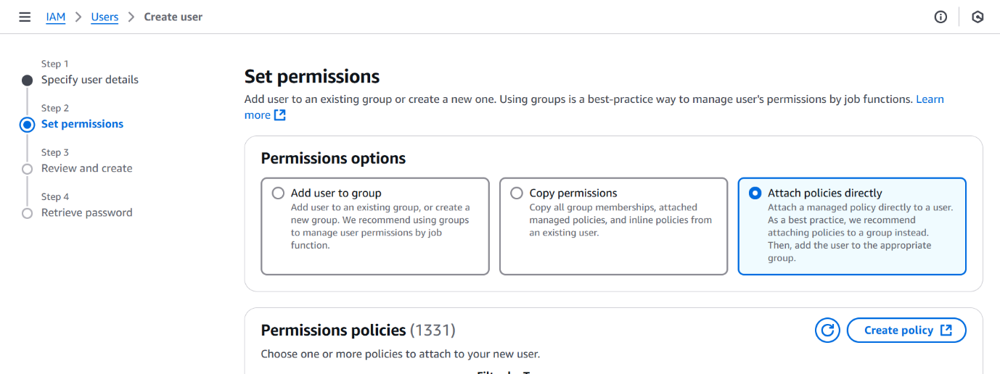 IAM > Users > Create user
Step 1
Specify user details
Step 2
Set permissions
Step 3
Review and create
Step 4
Retrieve password
Set permissions
Add user to an existing group or create a new one. Using groups is a best-practice way to manage user's permissions by job functions. Learn
more
Permissions options
Add user to group
Add user to an existing group, or create a
new group. We recommend using groups
to manage user permissions by job
function.
Copy permissions
Copy all group memberships, attached
managed policies, and inline policies from
an existing user.
Attach policies directly
Attach a managed policy directly to a user.
As a best practice, we recommend
attaching policies to a group instead.
Then, add the user to the appropriate
group.
Permissions policies (1331)
Create policy
Choose one or more policies to attach to your new user.